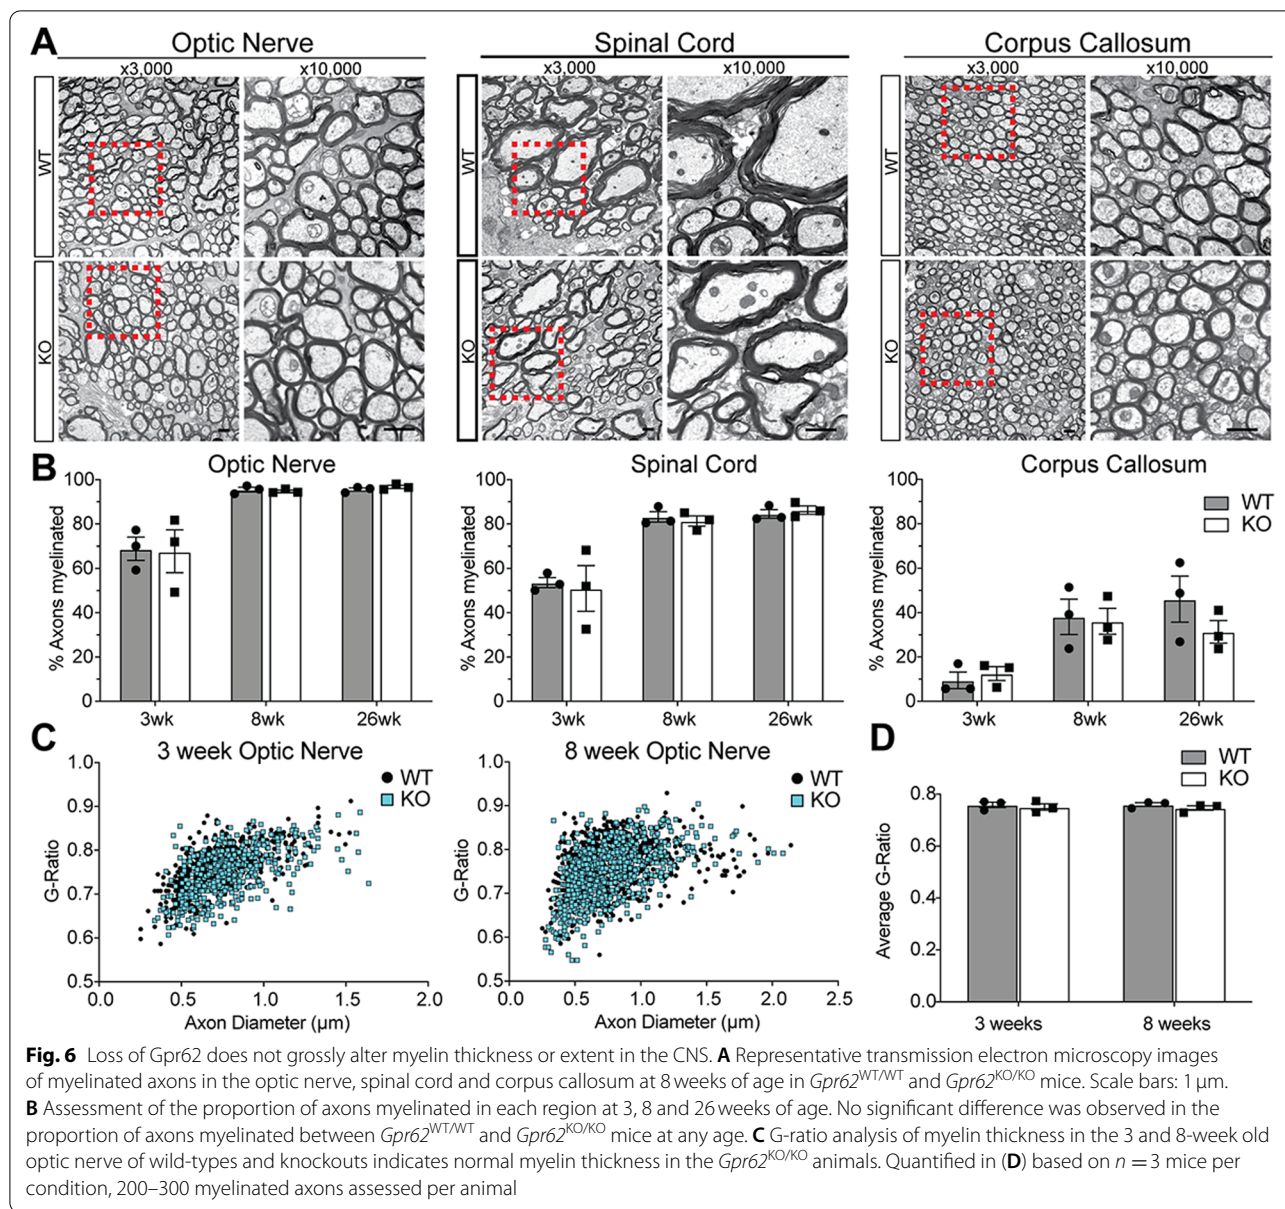 A
Optic Nerve
x3,000 x10,000
WT
KO
Spinal Cord
x3,000 x10,000
WT
KO
Corpus Callosum
x3,000 x10,000
WT
KO
B
Optic Nerve
% Axons myelinated
100
80
60
40
20
0
3wk 8wk 26wk
Spinal Cord
% Axons myelinated
100
80
60
40
20
0
3wk 8wk 26wk
Corpus Callosum
WT
KO
% Axons myelinated
100
80
60
40
20
0
3wk 8wk 26wk
C
3 week Optic Nerve
WT
KO
G-Ratio
1.0
0.9
0.8
0.7
0.6
0.5
0.0 0.5 1.0 1.5 2.0
Axon Diameter (µm)
8 week Optic Nerve
WT
KO
G-Ratio
1.0
0.9
0.8
0.7
0.6
0.5
0.0 0.5 1.0 1.5 2.0 2.5
Axon Diameter (µm)
D
WT
KO
Average G-Ratio
0.8
0.6
0.4
0.2
0.0
3 weeks 8 weeks
Fig. 6 Loss of Gpr62 does not grossly alter myelin thickness or extent in the CNS. A Representative transmission electron microscopy images
of myelinated axons in the optic nerve, spinal cord and corpus callosum at 8 weeks of age in Gpr62WT/WT and Gpr62KO/KO mice. Scale bars: 1 µm.
B Assessment of the proportion of axons myelinated in each region at 3, 8 and 26 weeks of age. No significant difference was observed in the
proportion of axons myelinated between Gpr62WT/WT and Gpr62KO/KO mice at any age. C G-ratio analysis of myelin thickness in the 3 and 8-week old
optic nerve of wild-types and knockouts indicates normal myelin thickness in the Gpr62KO/KO animals. Quantified in (D) based on n = 3 mice per
condition, 200–300 myelinated axons assessed per animal